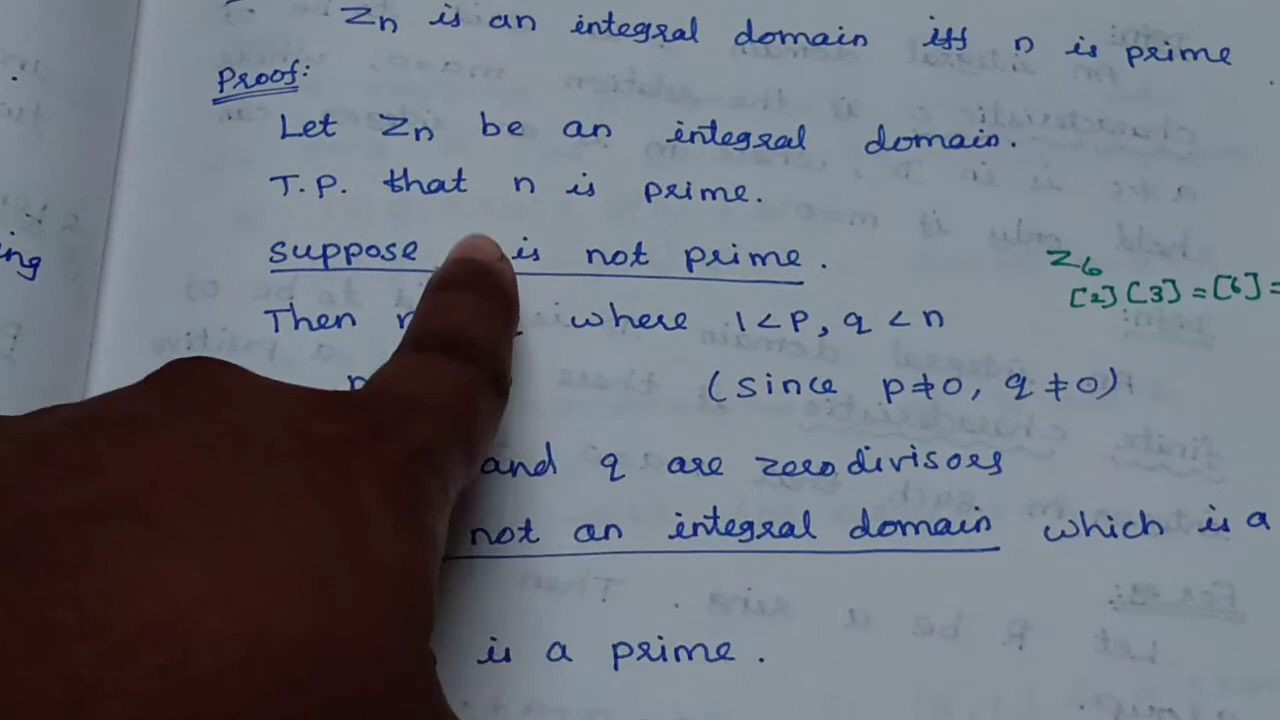 Zn is an integral domain iff n is prime
Proof:
Let Zn be an integral domain.
T.P. that n is prime.
suppose is not prime.
Z6
[2] [3] = [6] =
Then where 1<p, q<n
(since p≠0, q≠0)
and q are zerodivisors
not an integral domain which is a
is a prime.
ing